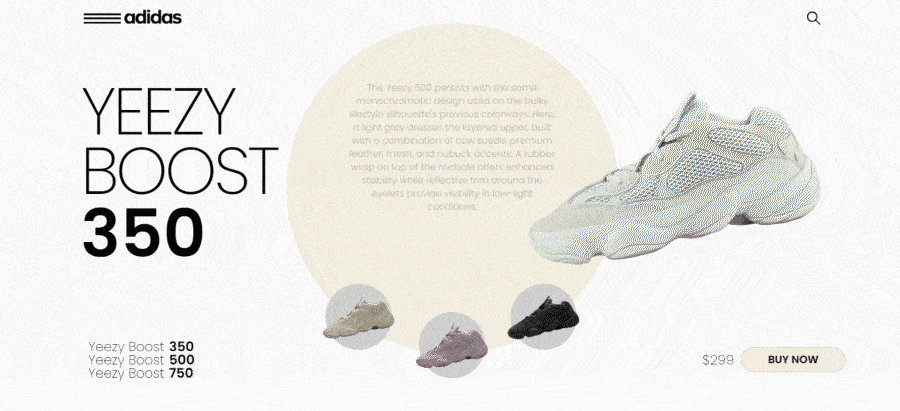 adidas
YEEZY
BOOST
350
The Yeezy 500 persists with the same
monochromatic design used on the bulky
lifestyle silhouette's previous colorways. Here,
a light grey dresses the layered upper, built
with a combination of cow suede, premium
leather, mesh, and nubuck accents. A rubber
wrap on top of the midsole offers enhanced
stability while reflective trim around the
eyelets provide visibility in low-light
conditions.
Yeezy Boost 350
Yeezy Boost 500
Yeezy Boost 750
$299
BUY NOW